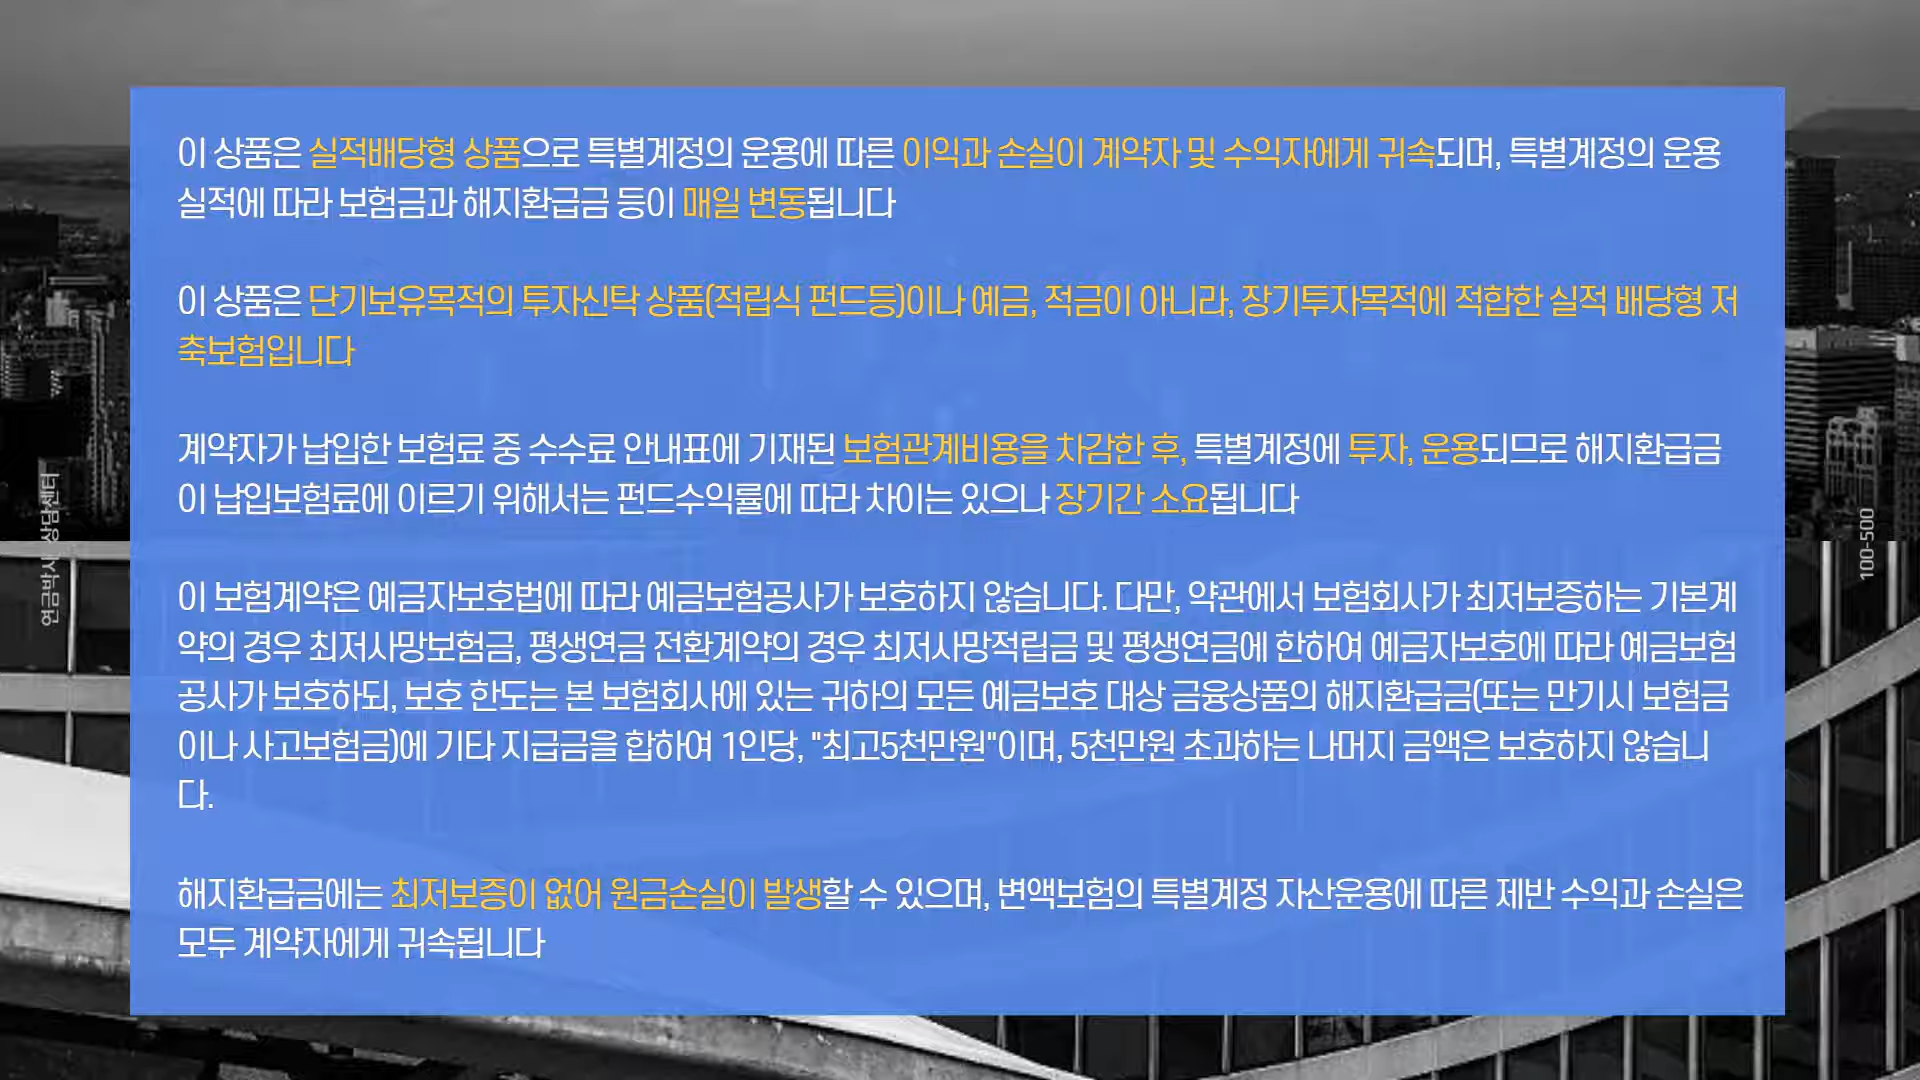 이 상품은 실적배당형 상품으로 특별계정의 운용에 따른 이익과 손실이 계약자 및 수익자에게 귀속되며, 특별계정의 운용
실적에 따라 보험금과 해지환급금 등이 매일 변동됩니다
이 상품은 단기보유목적의 투자신탁 상품(적립식 펀드등)이나 예금, 적금이 아니라, 장기투자목적에 적합한 실적 배당형 저
축보험입니다
계약자가 납입한 보험료 중 수수료 안내표에 기재된 보험관계비용을 차감한 후, 특별계정에 투자, 운용되므로 해지환급금
이 납입보험료에 이르기 위해서는 펀드수익률에 따라 차이는 있으나 장기간 소요됩니다
이 보험계약은 예금자보호법에 따라 예금보험공사가 보호하지 않습니다. 다만, 약관에서 보험회사가 최저보증하는 기본계
약의 경우 최저사망보험금, 평생연금 전환계약의 경우 최저사망적립금 및 평생연금에 한하여 예금자보호에 따라 예금보험
공사가 보호하되, 보호 한도는 본 보험회사에 있는 귀하의 모든 예금보호 대상 금융상품의 해지환급금(또는 만기시 보험금
이나 사고보험금)에 기타 지급금을 합하여 1인당, "최고5천만원"이며, 5천만원 초과하는 나머지 금액은 보호하지 않습니
다.
해지환급금에는 최저보증이 없어 원금손실이 발생할 수 있으며, 변액보험의 특별계정 자산운용에 따른 제반 수익과 손실은
모두 계약자에게 귀속됩니다
연금박사 상담센터
100-500